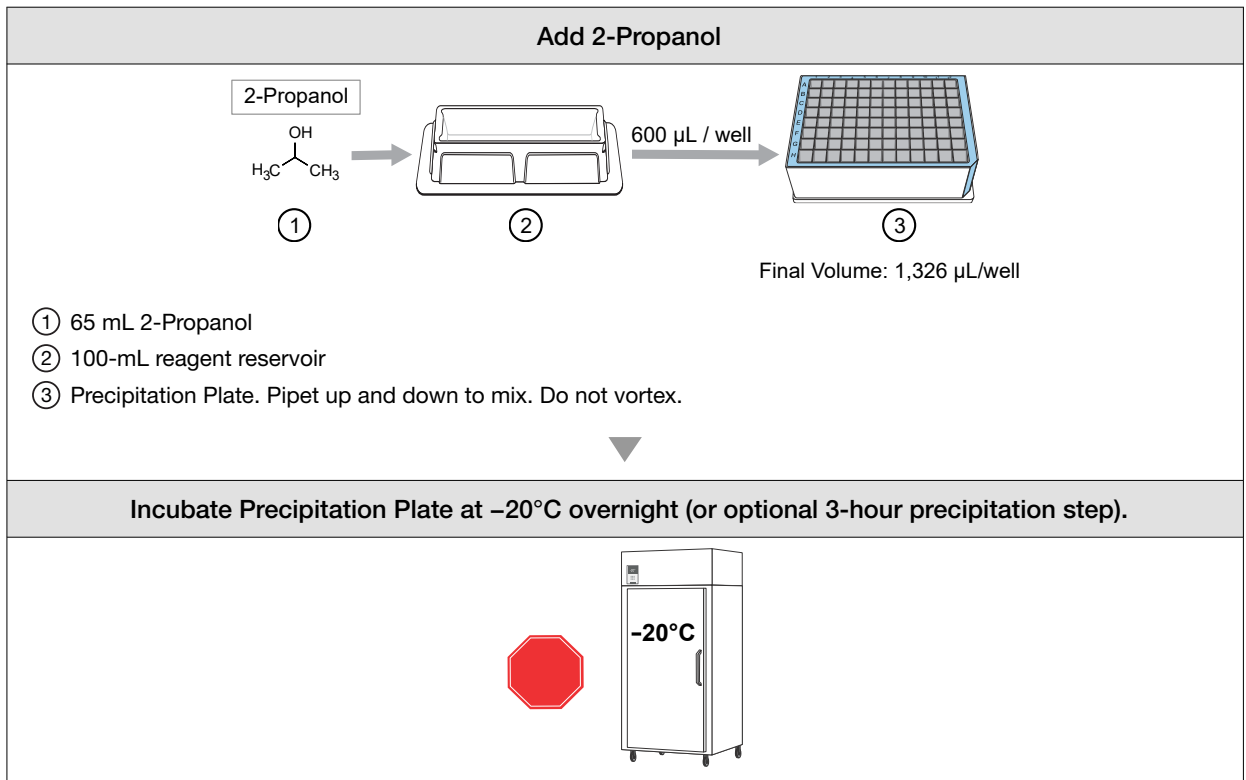 Add 2-Propanol
2-Propanol
OH
H₃C
CH₃
600 µL / well
A
B
C
D
E
F
G
H
1
2
3
Final Volume: 1,326 µL/well
1 65 mL 2-Propanol
2 100-mL reagent reservoir
3 Precipitation Plate. Pipet up and down to mix. Do not vortex.
Incubate Precipitation Plate at –20°C overnight (or optional 3-hour precipitation step).
–20°C